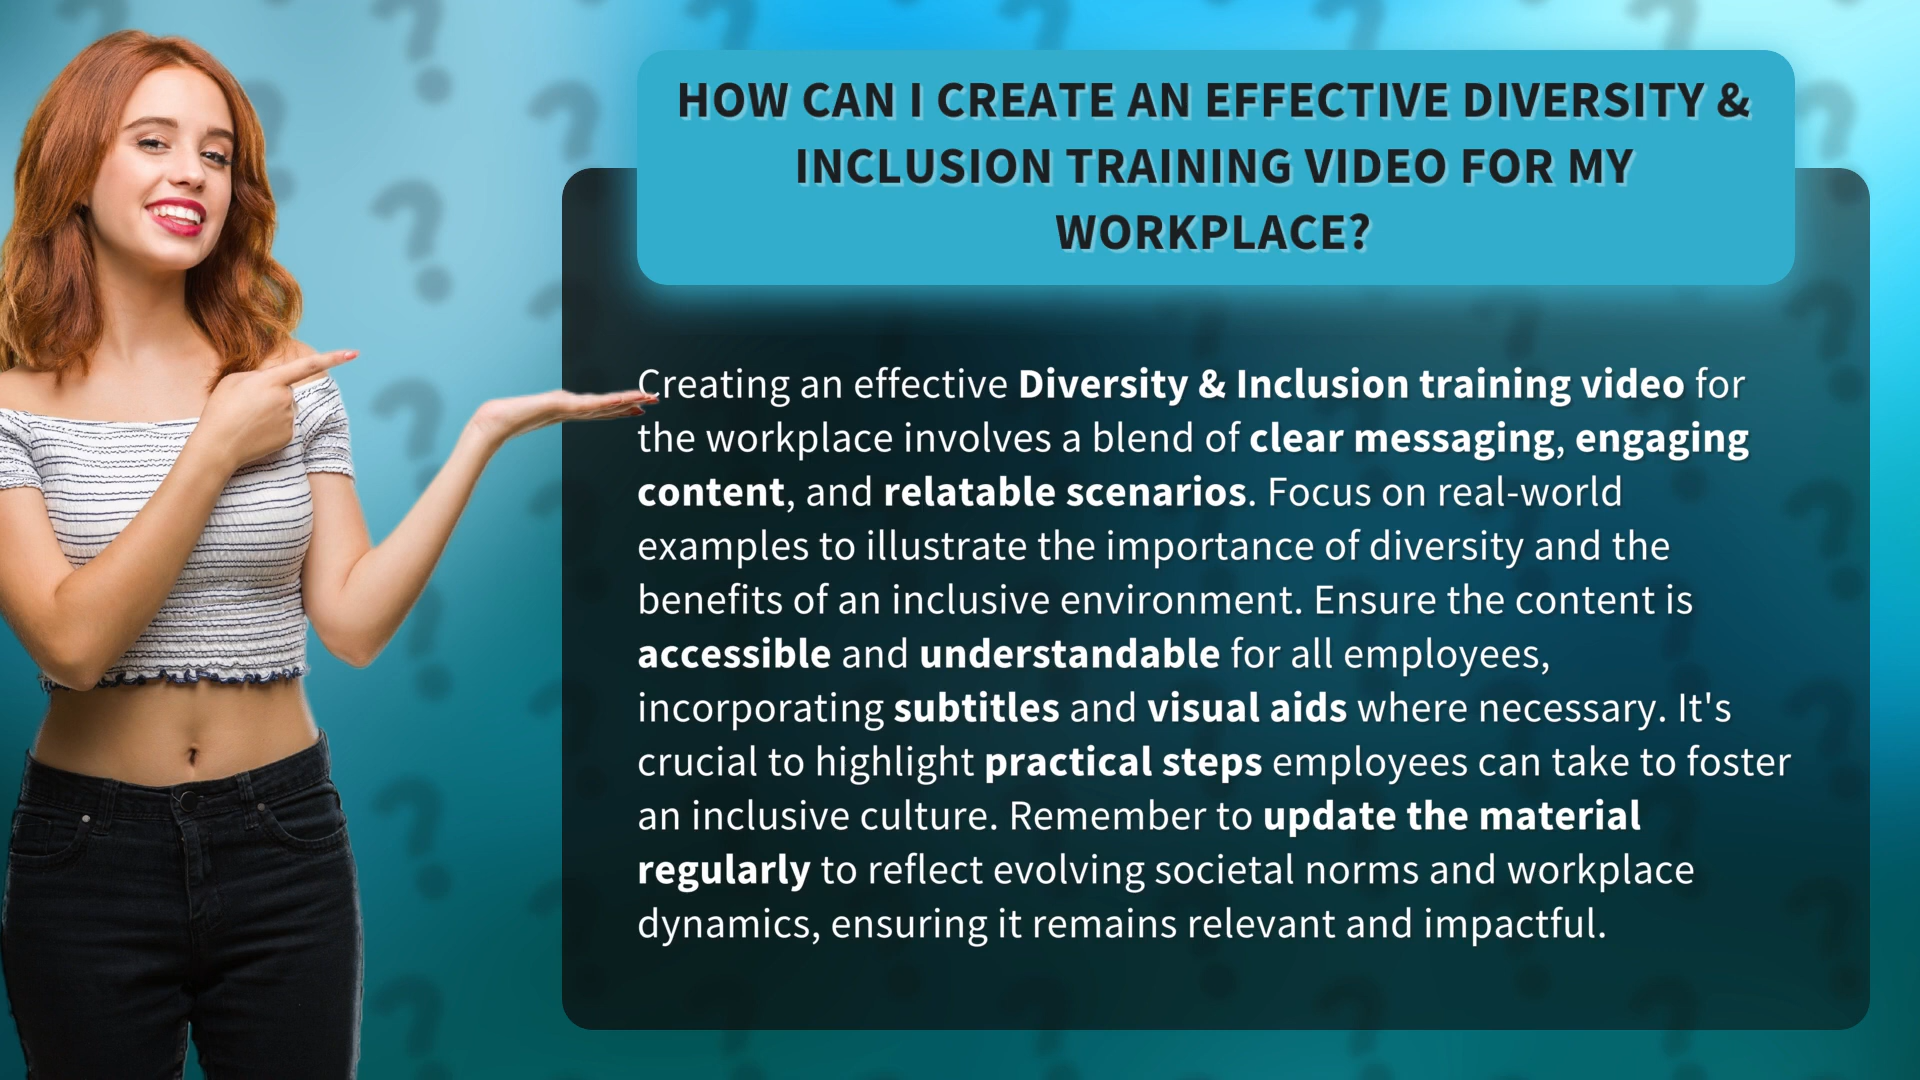 HOW CAN I CREATE AN EFFECTIVE DIVERSITY &
INCLUSION TRAINING VIDEO FOR MY
WORKPLACE?
Creating an effective Diversity & Inclusion training video for
the workplace involves a blend of clear messaging, engaging
content, and relatable scenarios. Focus on real-world
examples to illustrate the importance of diversity and the
benefits of an inclusive environment. Ensure the content is
accessible and understandable for all employees,
incorporating subtitles and visual aids where necessary. It's
crucial to highlight practical steps employees can take to foster
an inclusive culture. Remember to update the material
regularly to reflect evolving societal norms and workplace
dynamics, ensuring it remains relevant and impactful.